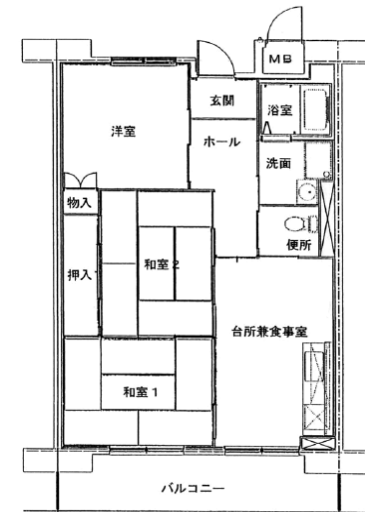 MB
玄関
浴室
洋室
ホール
洗面
物入
便所
和室2
押入
台所兼食事室
和室1
バルコニー